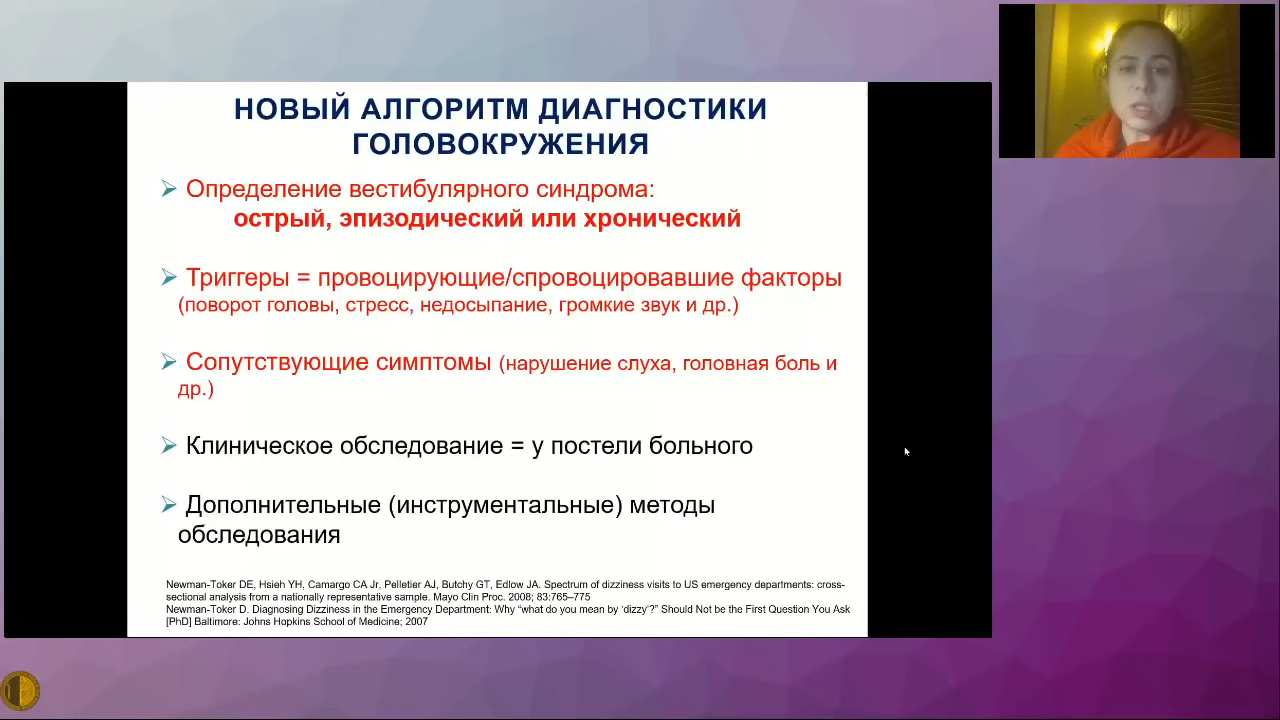 НОВЫЙ АЛГОРИТМ ДИАГНОСТИКИ
ГОЛОВОКРУЖЕНИЯ
Определение вестибулярного синдрома:
острый, эпизодический или хронический
Триггеры = провоцирующие/спровоцировавшие факторы
(поворот головы, стресс, недосыпание, громкие звук и др.)
Сопутствующие симптомы (нарушение слуха, головная боль и
др.)
Клиническое обследование = у постели больного
Дополнительные (инструментальные) методы
обследования
Newman-Toker DE, Hsieh YH, Camargo CA Jr, Pelletier AJ, Butchy GT, Edlow JA. Spectrum of dizziness visits to US emergency departments: cross-
sectional analysis from a nationally representative sample. Mayo Clin Proc. 2008; 83:765–775
Newman-Toker D. Diagnosing Dizziness in the Emergency Department: Why “what do you mean by ‘dizzy’?” Should Not be the First Question You Ask
[PhD] Baltimore: Johns Hopkins School of Medicine; 2007